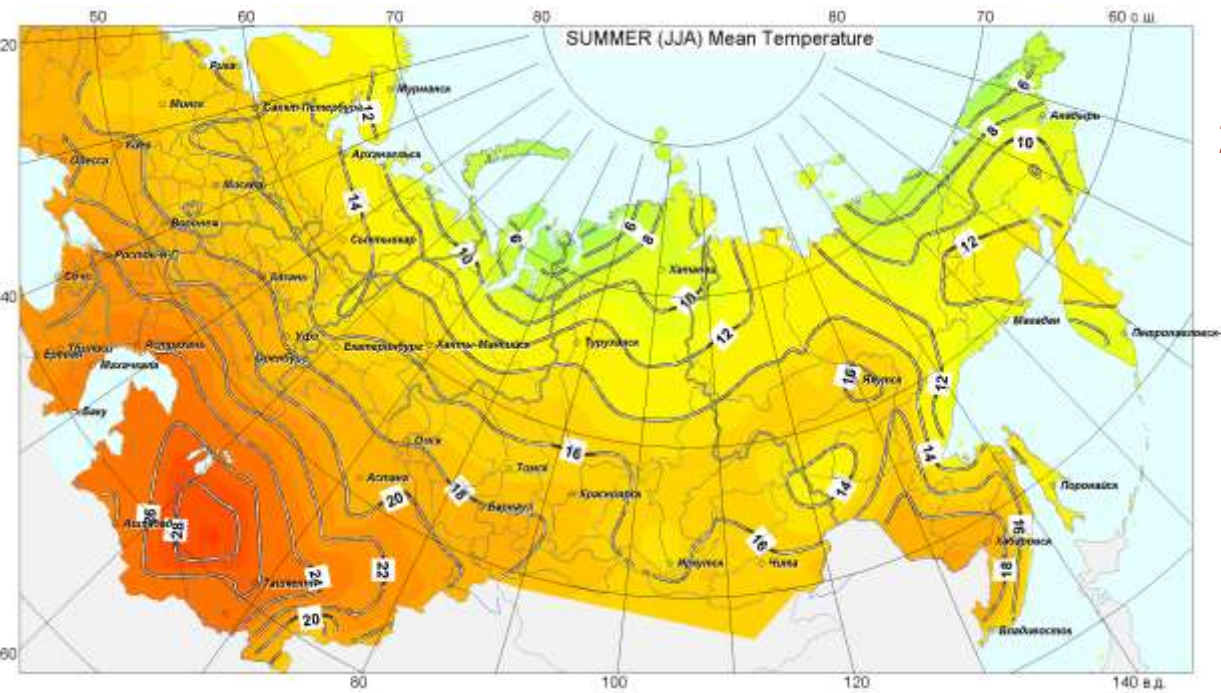 50 60 70 80 80 70 60 с.ш.
20
SUMMER (JJA) Mean Temperature
6
Рига
Мурманск
Минск
Санкт-Петербург
12
Анадырь
8
Киев
10
Одесса
Архангельск
Москва
14
Воронеж
6
6
8
Сыктывкар
12
Ростов-н-Д
10
Хатанга
Сочи
Казань
40
10
Магадан
Уфа
12
Петропавловск-
Тбилиси
Астрахань
Екатеринбург
Ханты-Мансийск
Туруханск
Ереван
Оренбург
Махачкала
16
Якутск
12
Баку
Омск
16
14
Томск
Астана
18
14
Поронайск
20
Красноярск
Барнаул
26
Ашгабад
28
16
16
Хабаровск
Иркутск
Чита
24
22
18
Ташкент
20
Владивосток
60
80 100 120 140 в.д.